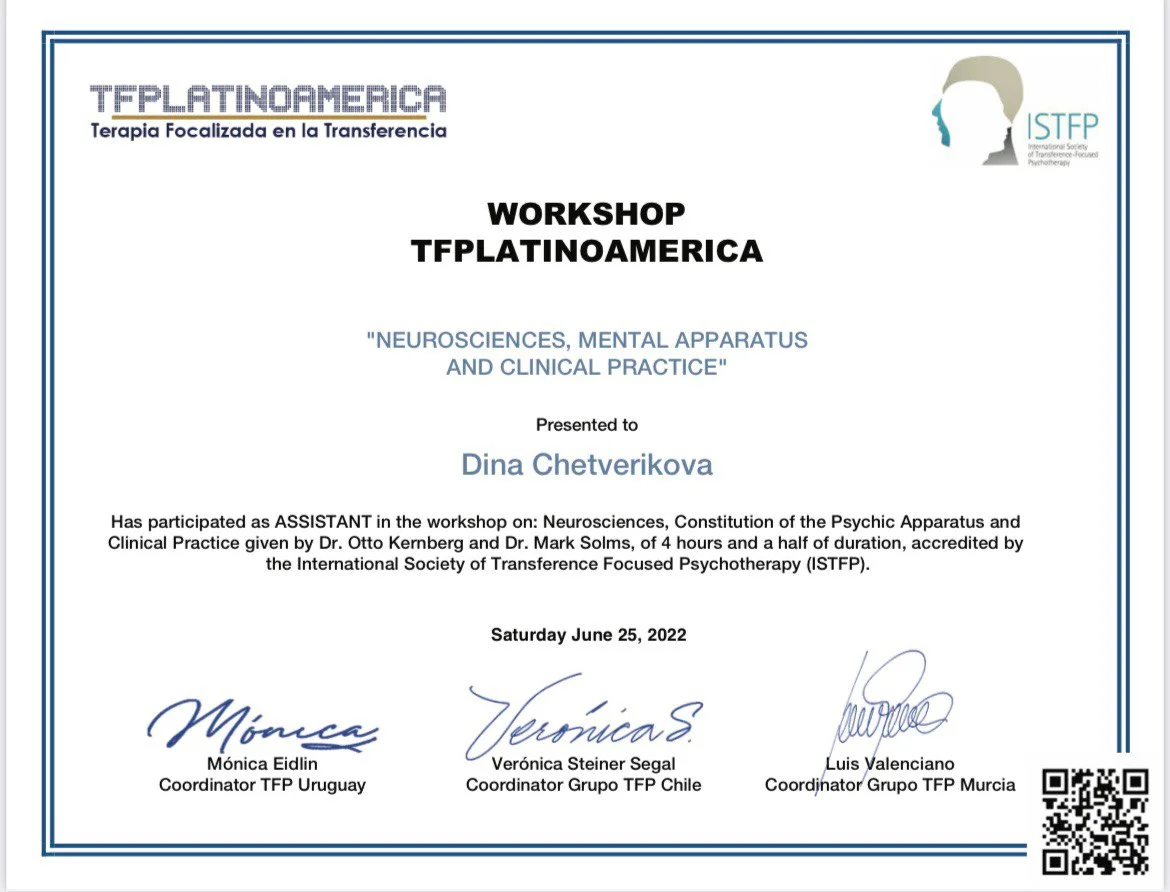 TFPLATINOAMERICA
Terapia Focalizada en la Transferencia
ISTFP
International Society
of Transference-Focused
Psychotherapy
WORKSHOP
TFPLATINOAMERICA
"NEUROSCIENCES, MENTAL APPARATUS
AND CLINICAL PRACTICE"
Presented to
Dina Chetverikova
Has participated as ASSISTANT in the workshop on: Neurosciences, Constitution of the Psychic Apparatus and
Clinical Practice given by Dr. Otto Kernberg and Dr. Mark Solms, of 4 hours and a half of duration, accredited by
the International Society of Transference Focused Psychotherapy (ISTFP).
Saturday June 25, 2022
Mónica
Verónica S.
Mónica Eidlin
Verónica Steiner Segal
Luis Valenciano
Coordinator TFP Uruguay
Coordinator Grupo TFP Chile
Coordinator Grupo TFP Murcia